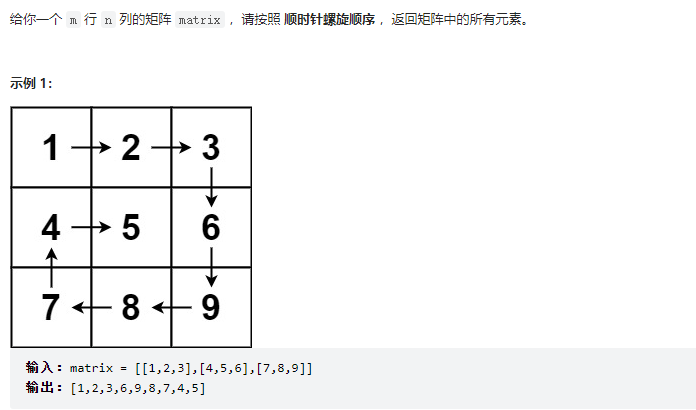 给你一个 m 行 n 列的矩阵 matrix ，请按照 顺时针螺旋顺序 ，返回矩阵中的所有元素。
示例 1：
1 2 3
4 5 6
7 8 9
输入：matrix = [[1,2,3],[4,5,6],[7,8,9]]
输出：[1,2,3,6,9,8,7,4,5]